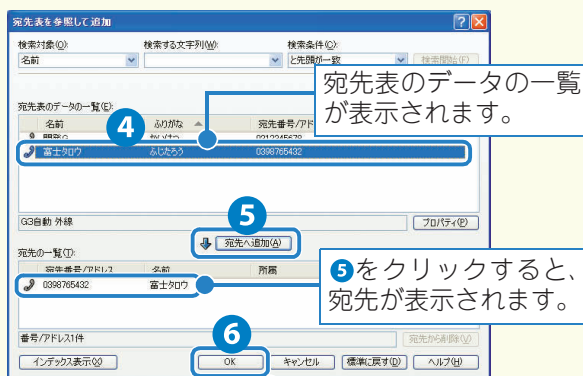 宛先表を参照して追加
検索対象(O):
検索する文字列(W):
検索条件(C):
名前
と先頭が一致
検索開始(F)
宛先表のデータの一覧
が表示されます。
宛先表のデータの一覧(E):
名前
ふりがな
宛先番号/アド
4
開発G
かいはつ
0312345678
富士タロウ
ふじたろう
0398765432
G3自動 外線
プロパティ(P)
5
宛先へ追加(A)
宛先の一覧(T):
宛先番号/アドレス
名前
所属
0398765432
富士タロウ
5をクリックすると、
宛先が表示されます。
番号/アドレス1件
6
宛先から削除(V)
インデックス表示(X)
OK
キャンセル
標準に戻す(D)
ヘルプ(H)